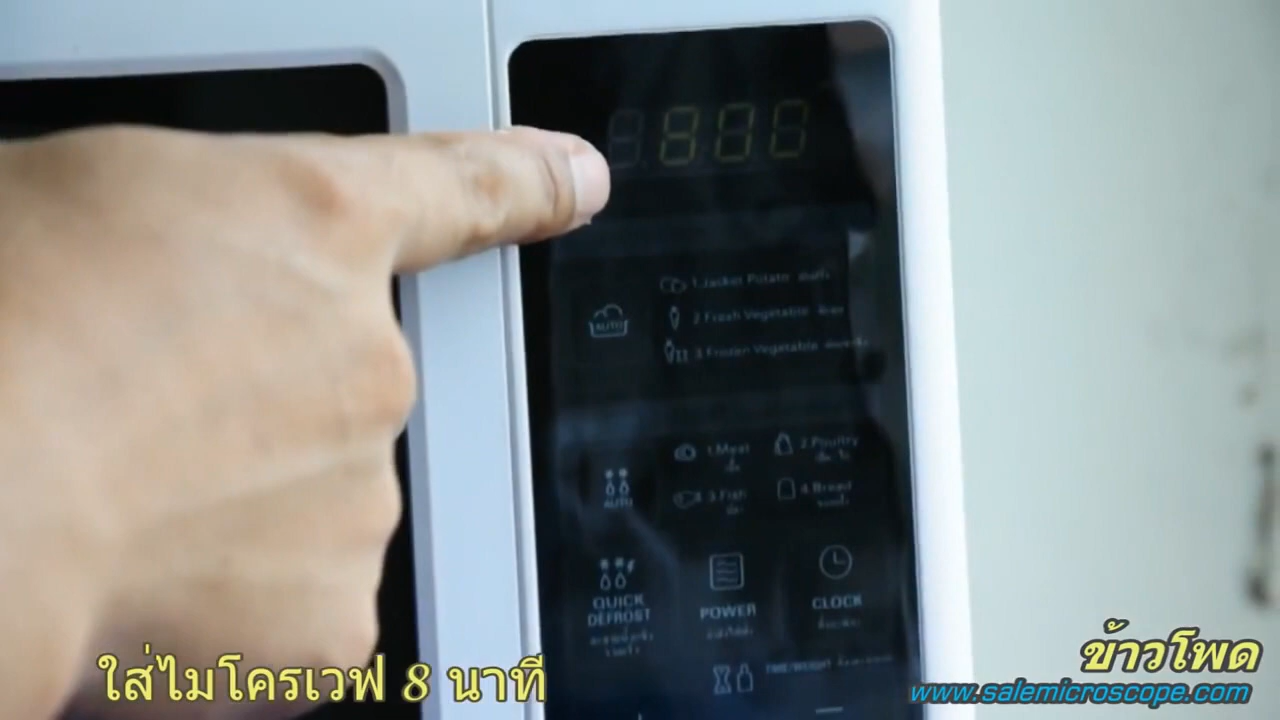 1.Jacket Potato
AUTO
2.Fresh Vegetable
3.Frozen Vegetable
1.Meat
2.Poultry
AUTO
3.Fish
4.Bread
QUICK
DEFROST
POWER
CLOCK
ใส่ไมโครเวฟ 8 นาที
ข้าวโพด
www.salemicroscope.com